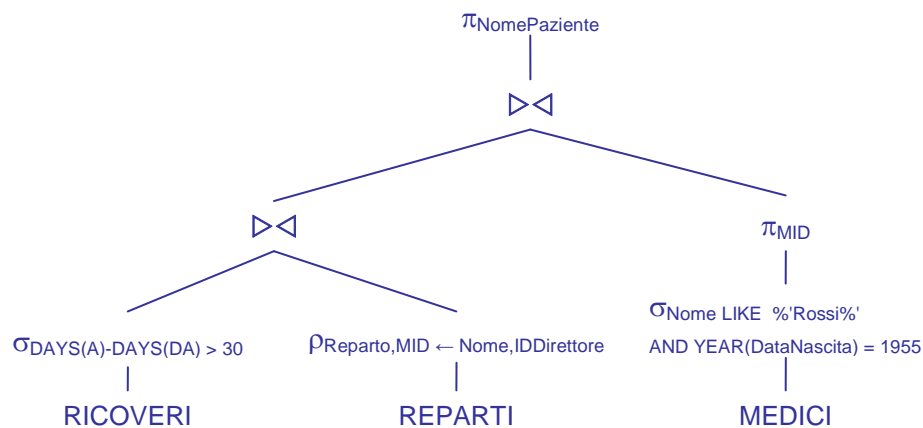 πNomePaziente
▷◁
▷◁
πMID
σDAYS(A)-DAYS(DA) > 30
ρReparto,MID ← Nome,IDDirettore
σNome LIKE %'Rossi%'
AND YEAR(DataNascita) = 1955
RICOVERI
REPARTI
MEDICI